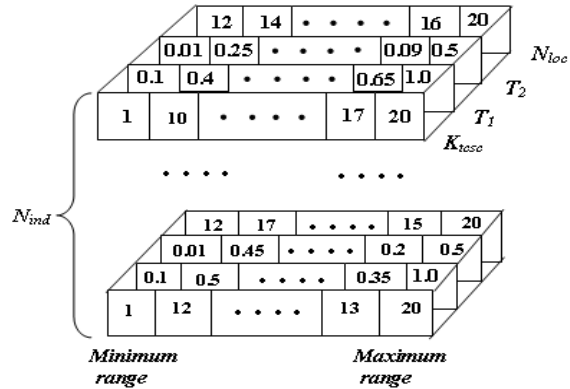 12 14 • • • • • 16 20
N_loc
0.01 0.25 • • • • • 0.09 0.5
T_2
0.1 0.4 • • • • • 0.65 1.0
T_1
1 10 • • • • 17 20
K_tcsc
• • • • • • • •
N_ind
12 17 • • • • 15 20
0.01 0.45 • • • • 0.2 0.5
0.1 0.5 • • • • 0.35 1.0
1 12 • • • • 13 20
Minimum range
Maximum range